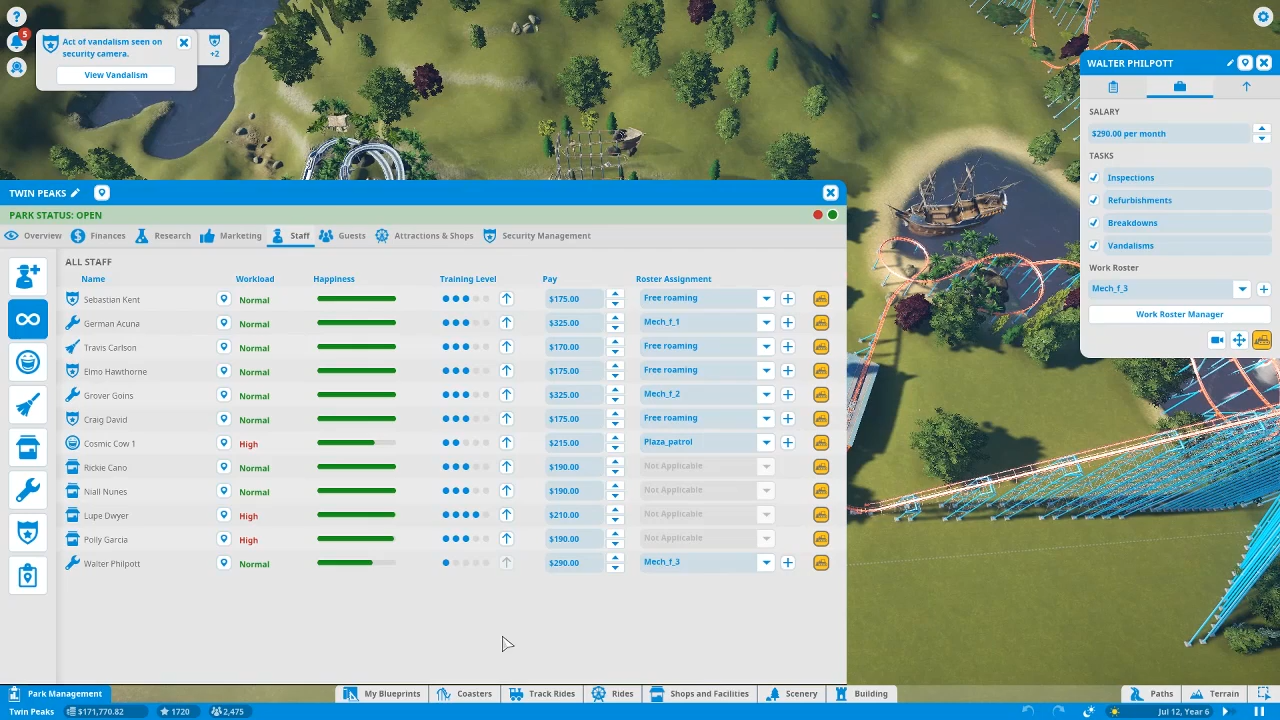 ?
5
Act of vandalism seen on
security camera.
View Vandalism
+2
WALTER PHILPOTT
SALARY
$290.00 per month
TASKS
Inspections
Refurbishments
Breakdowns
Vandalisms
Work Roster
Mech_f_3
Work Roster Manager
TWIN PEAKS
PARK STATUS: OPEN
Overview Finances Research Marketing Staff Guests Attractions & Shops Security Management
ALL STAFF
Name Workload Happiness Training Level Pay Roster Assignment
Sebastian Kent Normal $175.00 Free roaming
German Acuna Normal $325.00 Mech_f_1
Travis Carlson Normal $170.00 Free roaming
Elmo Hawthorne Normal $175.00 Free roaming
Grover Goins Normal $325.00 Mech_f_2
Craig David Normal $175.00 Free roaming
Cosmic Cow 1 High $215.00 Plaza_patrol
Rickie Cano Normal $190.00 Not Applicable
Niall Nunes Normal $190.00 Not Applicable
Lupe Dwyer High $210.00 Not Applicable
Polly Garcia High $190.00 Not Applicable
Walter Philpott Normal $290.00 Mech_f_3
Park Management My Blueprints Coasters Track Rides Rides Shops and Facilities Scenery Building Paths Terrain
Twin Peaks $171,770.82 1720 2,475 Jul 12, Year 6